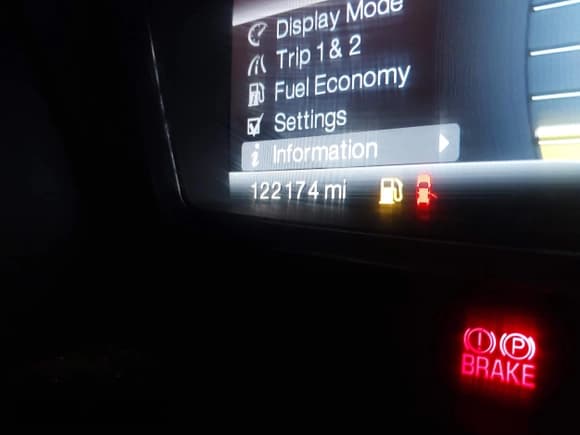 Display Mode
Trip 1 & 2
Fuel Economy
Settings
i Information
122174 mi
(!) (P)
BRAKE